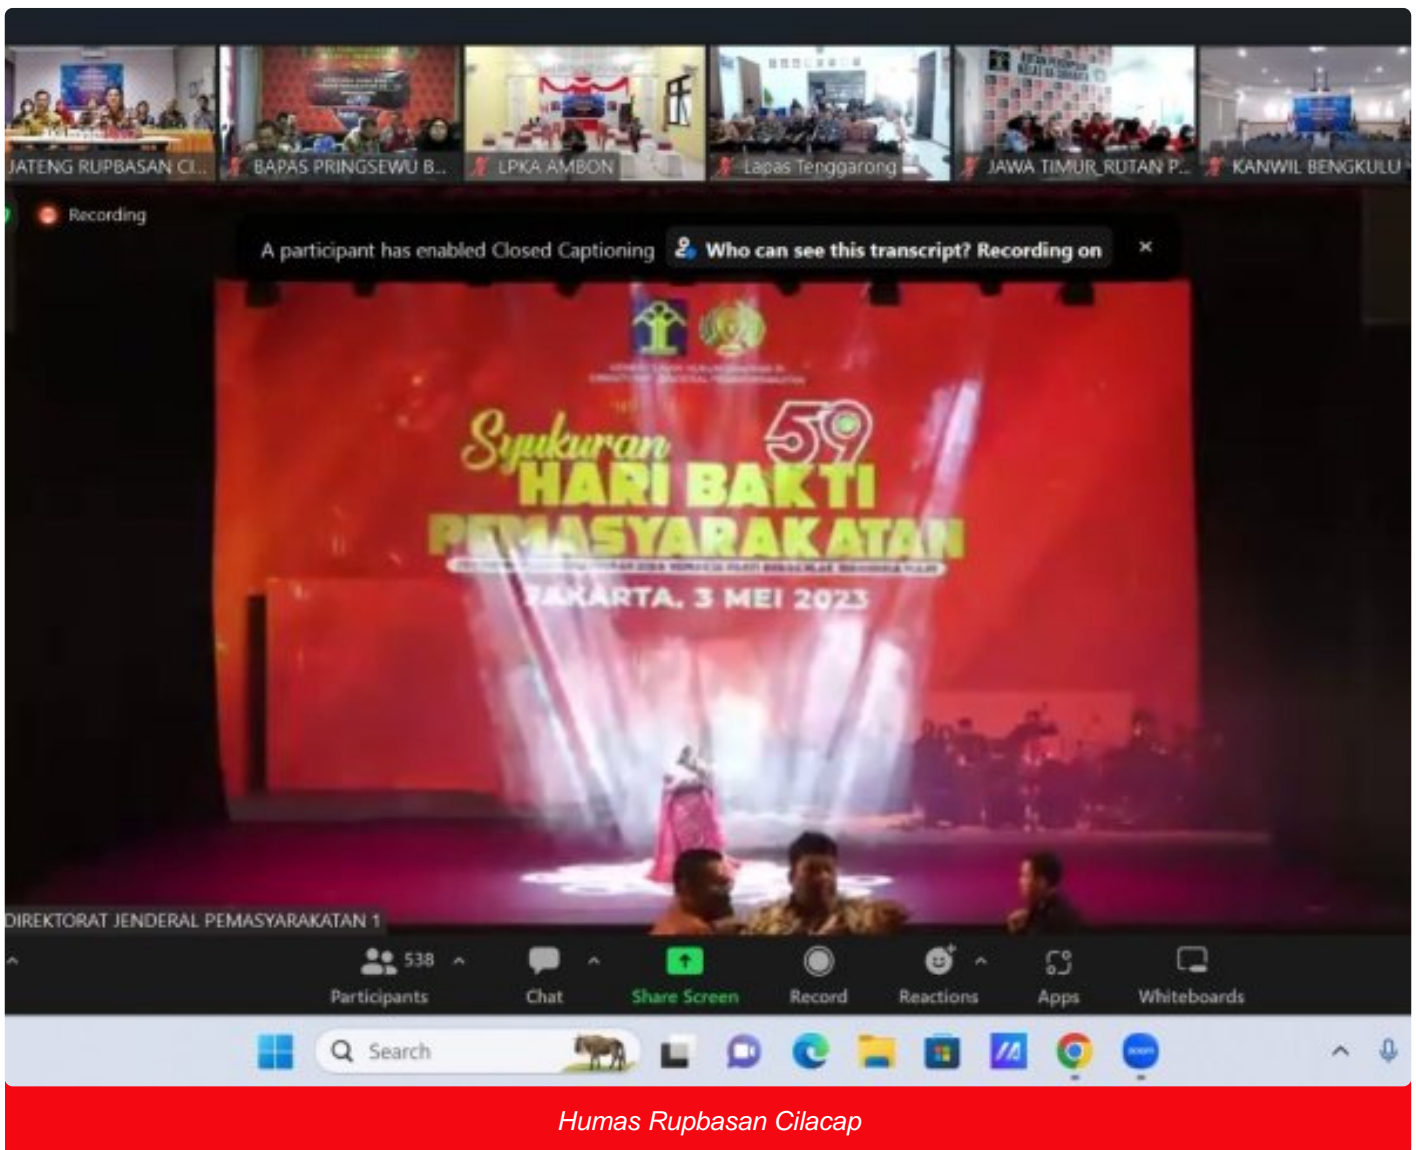 JATENG RUPBASAN CI...
BAPAS PRINGSEWU B...
LPKA AMBON
Lapas Tenggarong
JAWA TIMUR_RUTAN P...
KANWIL BENGKULU
Recording
A participant has enabled Closed Captioning
Who can see this transcript? Recording on
Syukuran
59
HARI BAKTI
PEMASYARAKATAN
JAKARTA, 3 MEI 2023
DIREKTORAT JENDERAL PEMASYARAKATAN 1
538
Participants
Chat
Share Screen
Record
Reactions
Apps
Whiteboards
Search
zoom
Humas Rupbasan Cilacap